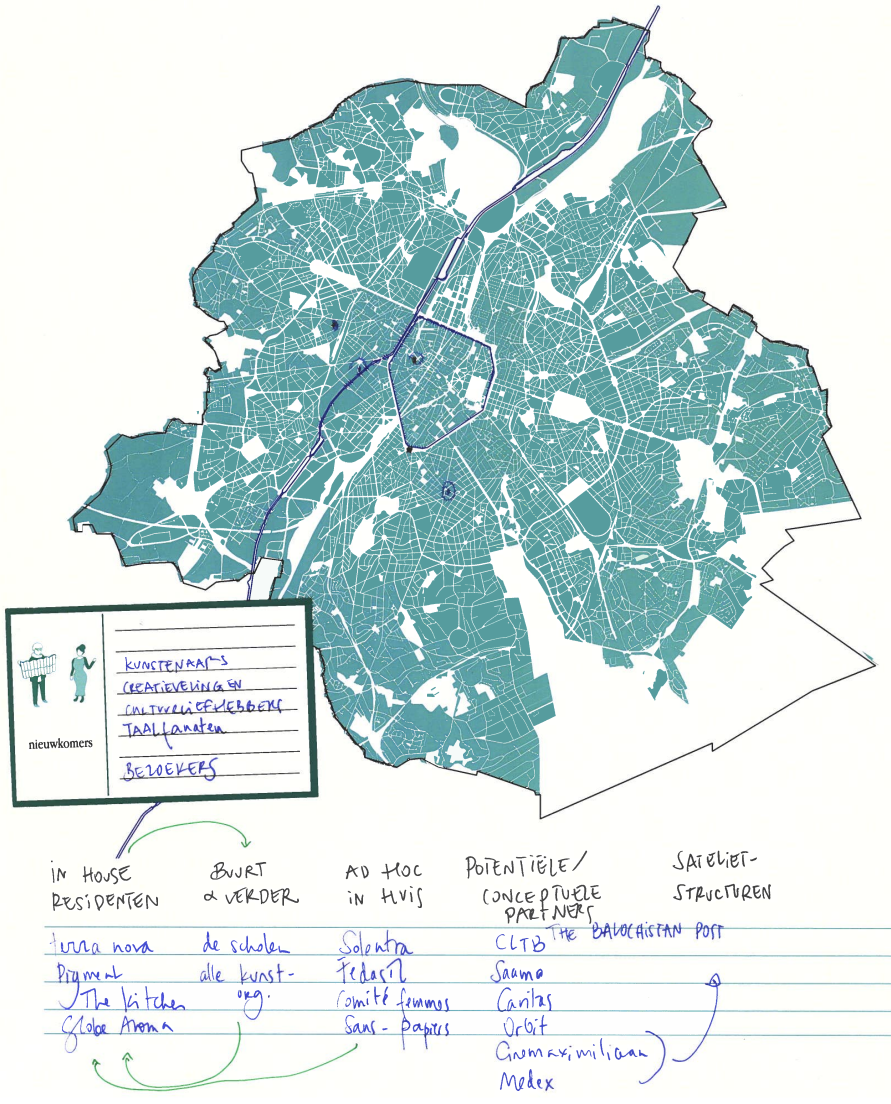 KUNSTENAARS
CREATIEVELINGEN
CULTUURLIEFHEBBERS
TAALfanaten
nieuwkomers
BEZOEKERS
IN HOUSE
RESIDENTEN
terra nova
Pigment
The Kitchen
Globe Aroma
BUURT
& VERDER
de scholen
alle kunst-
org.
AD HOC
IN HUIS
Solentra
Fedasil
Comité femmes
Sans-papiers
POTENTIËLE/
CONCEPTUELE
PARTNERS
CLTB
THE BALOCHISTAN POST
Saamo
Caritas
Orbit
Gromaximiliaan
Medex
SATELIET-
STRUCTUREN